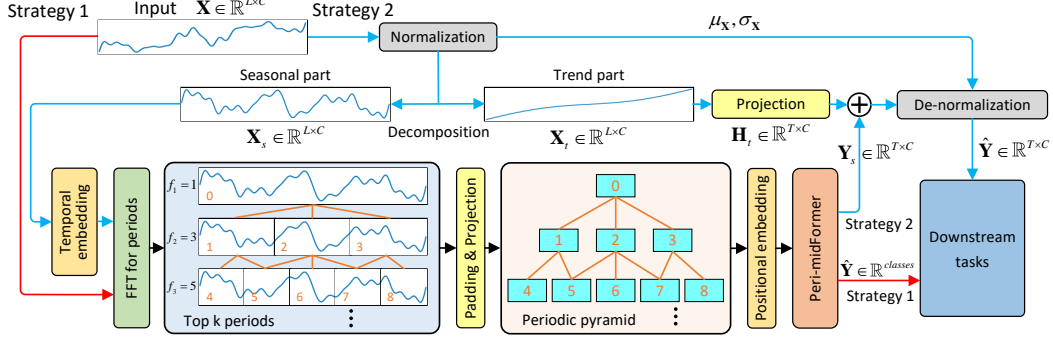 Strategy 1
Input X ∈ ℝ^{L×C}
Strategy 2
Normalization
μ_X, σ_X
Seasonal part
Trend part
Projection
De-normalization
X_s ∈ ℝ^{L×C}
Decomposition
X_t ∈ ℝ^{L×C}
H_t ∈ ℝ^{T×C}
Y_s ∈ ℝ^{T×C}
Ŷ ∈ ℝ^{T×C}
Temporal embedding
FFT for periods
f_1 = 1
0
f_2 = 3
1 2 3
f_3 = 5
4 5 6 7 8
Top k periods
Padding & Projection
0
1 2 3
4 5 6 7 8
Periodic pyramid
Positional embedding
Peri-midFormer
Strategy 2
Ŷ ∈ ℝ^{classes}
Strategy 1
Downstream
tasks